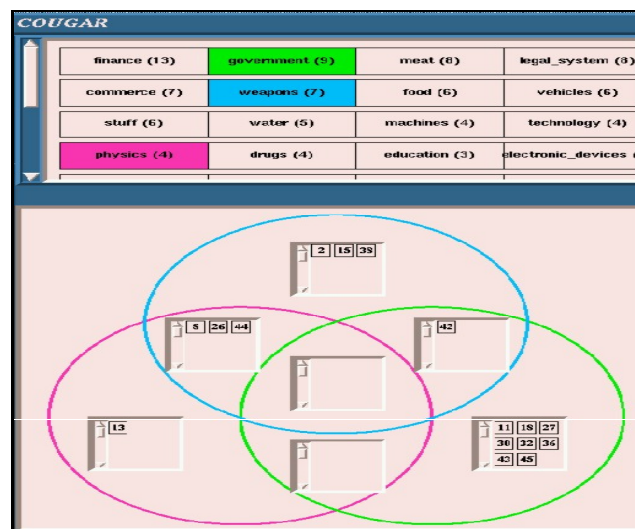 COUGAR
finance (13) government (9) meat (8) legal_system (8)
commerce (7) weapons (7) food (6) vehicles (6)
stuff (6) water (5) machines (4) technology (4)
physics (4) drugs (4) education (3) electronic_devices (
2 15 38
8 26 44 42
13 11 18 27
30 32 36
43 45